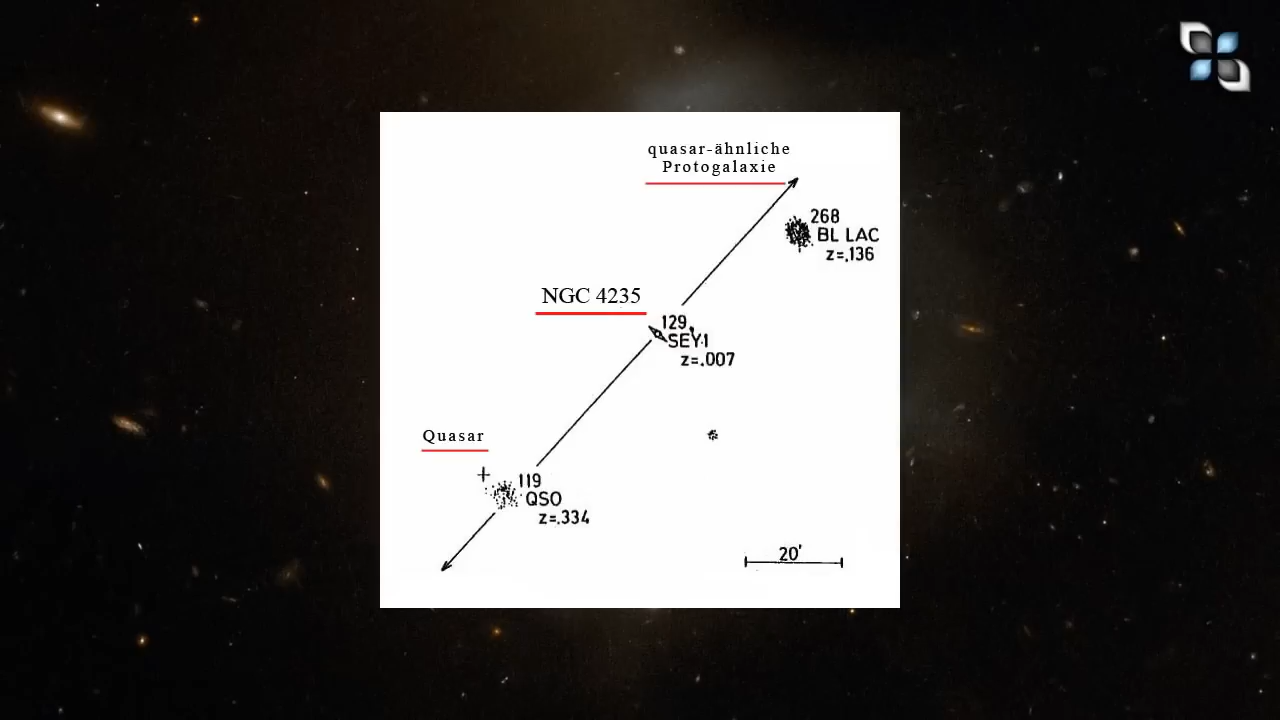 quasar-ähnliche
Protogalaxie
268
BL LAC
z=.136
NGC 4235
129
SEY1
z=.007
Quasar
119
QSO
z=.334
20'